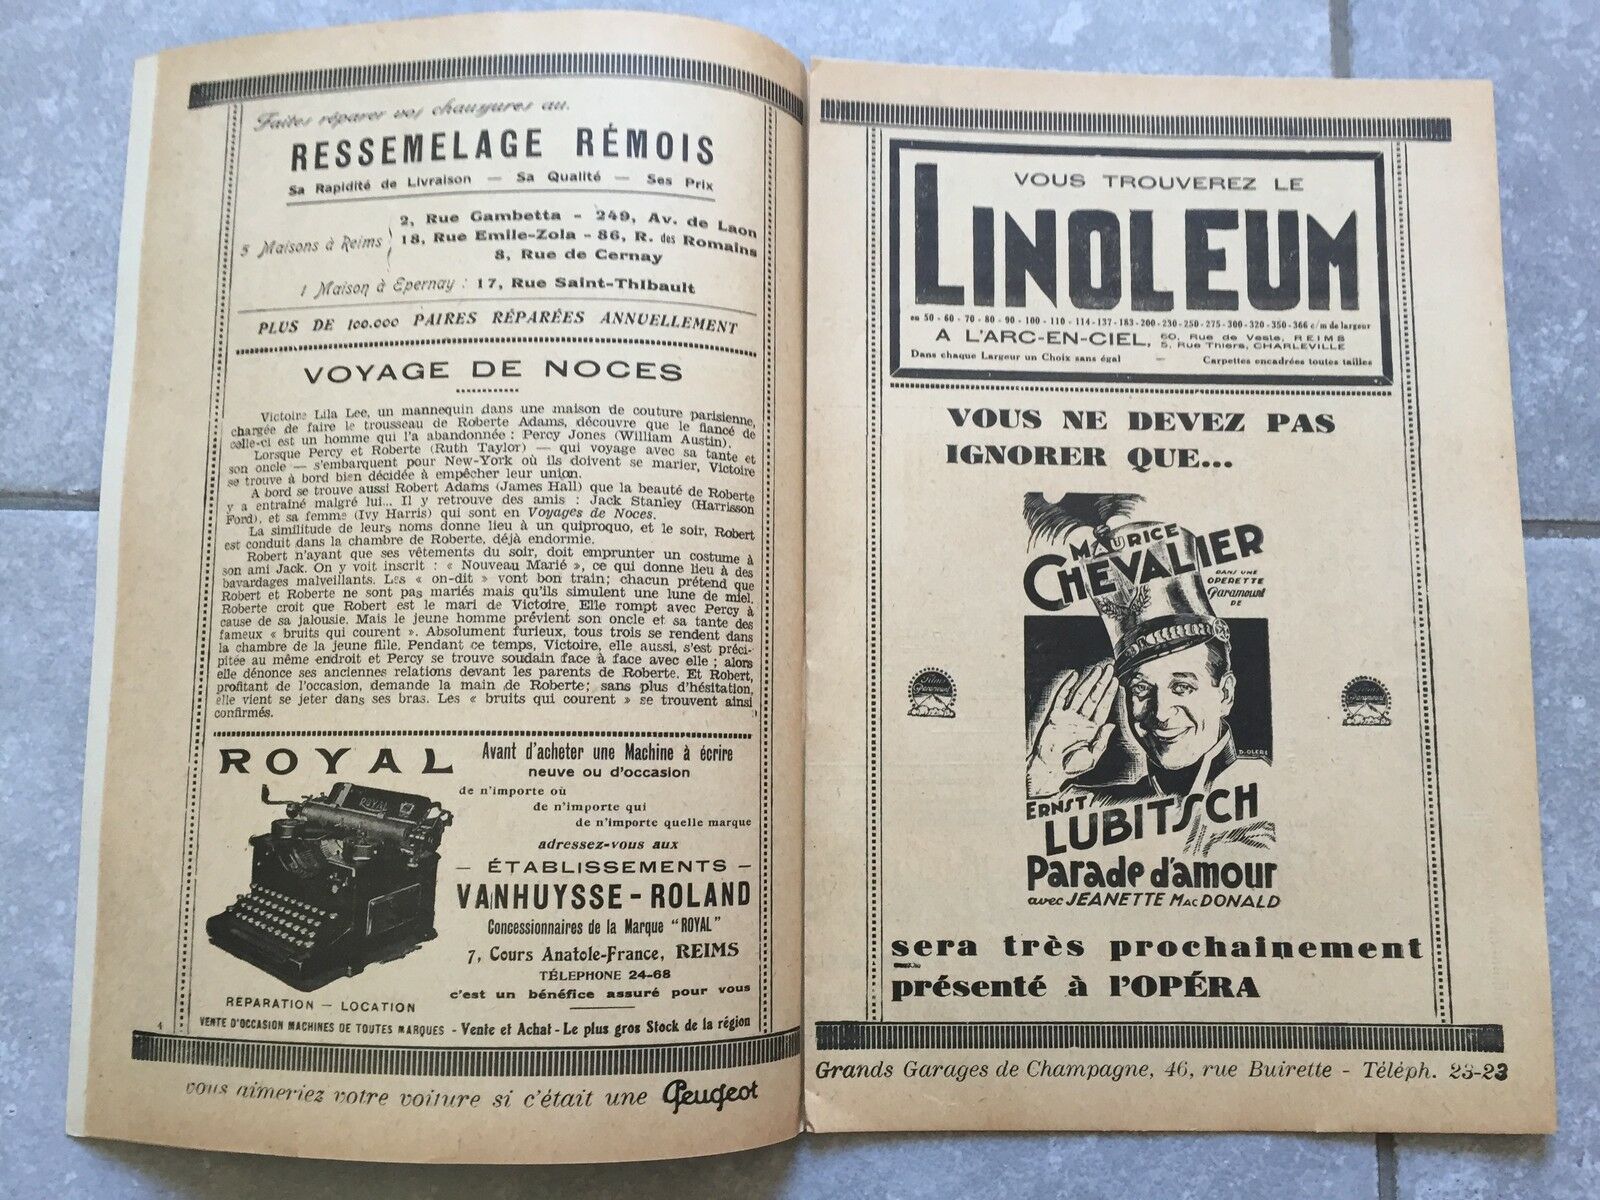 Faites réparer vos chaussures au.
RESSEMELAGE RÉMOIS
Sa Rapidité de Livraison — Sa Qualité — Ses Prix
5 Maisons à Reims
2, Rue Gambetta - 249, Av. de Laon
18, Rue Emile-Zola - 86, R. des Romains
8, Rue de Cernay
1 Maison à Epernay : 17, Rue Saint-Thibault
PLUS DE 100.000 PAIRES RÉPARÉES ANNUELLEMENT
VOYAGE DE NOCES
Victoire Lila Lee, un mannequin dans une maison de couture parisienne,
chargée de faire le trousseau de Roberte Adams, découvre que le fiancé de
celle-ci est un homme qui l'a abandonnée : Percy Jones (William Austin).
Lorsque Percy et Roberte (Ruth Taylor) — qui voyage avec sa tante et
son oncle — s'embarquent pour New-York où ils doivent se marier, Victoire
se trouve à bord bien décidée à empêcher leur union.
A bord se trouve aussi Robert Adams (James Hall) que la beauté de Roberte
y a entraîné malgré lui... Il y retrouve des amis : Jack Stanley (Harrisson
Ford), et sa femme (Ivy Harris) qui sont en Voyages de Noces.
La similitude de leurs noms donne lieu à un quiproquo, et le soir, Robert
est conduit dans la chambre de Roberte, déjà endormie.
Robert n'ayant que ses vêtements du soir, doit emprunter un costume à
son ami Jack. On y voit inscrit : « Nouveau Marié », ce qui donne lieu à des
bavardages malveillants. Les « on-dit » vont bon train; chacun prétend que
Robert et Roberte ne sont pas mariés mais qu'ils simulent une lune de miel.
Roberte croit que Robert est le mari de Victoire. Elle rompt avec Percy à
cause de sa jalousie. Mais le jeune homme prévient son oncle et sa tante des
fameux « bruits qui courent ». Absolument furieux, tous trois se rendent dans
la chambre de la jeune fille. Pendant ce temps, Victoire, elle aussi, s'est préci-
pitée au même endroit et Percy se trouve soudain face à face avec elle ; alors
elle dénonce ses anciennes relations devant les parents de Roberte. Et Robert,
profitant de l'occasion, demande la main de Roberte; sans plus d'hésitation,
elle vient se jeter dans ses bras. Les « bruits qui courent » se trouvent ainsi
confirmés.
ROYAL
ROYAL
Avant d'acheter une Machine à écrire
neuve ou d'occasion
de n'importe où
de n'importe qui
de n'importe quelle marque
adressez-vous aux
— ÉTABLISSEMENTS —
VANHUYSSE - ROLAND
Concessionnaires de la Marque "ROYAL"
7, Cours Anatole-France, REIMS
TÉLEPHONE 24-68
c'est un bénéfice assuré pour vous
RÉPARATION — LOCATION
VENTE D'OCCASION MACHINES DE TOUTES MARQUES - Vente et Achat - Le plus gros Stock de la région
4
vous aimeriez votre voiture si c'était une Peugeot
VOUS TROUVEREZ LE
LINOLEUM
en 50 - 60 - 70 - 80 - 90 - 100 - 110 - 114 - 137 - 183 - 200 - 230 - 250 - 275 - 300 - 320 - 350 - 366 c/m de largeur
A L'ARC-EN-CIEL, 60, Rue de Vesle, REIMS
5, Rue Thiers, CHARLEVILLE
Dans chaque Largeur un Choix sans égal — Carpettes encadrées toutes tailles
VOUS NE DEVEZ PAS
IGNORER QUE...
MAURICE
CHEVALIER
DANS UNE
OPERETTE
Paramount
DE
Films
Paramount
Films
Paramount
ERNST
LUBITSCH
Parade d'amour
avec JEANETTE MAC DONALD
sera très prochainement
présenté à l'OPÉRA
Grands Garages de Champagne, 46, rue Buirette - Téléph. 23-23